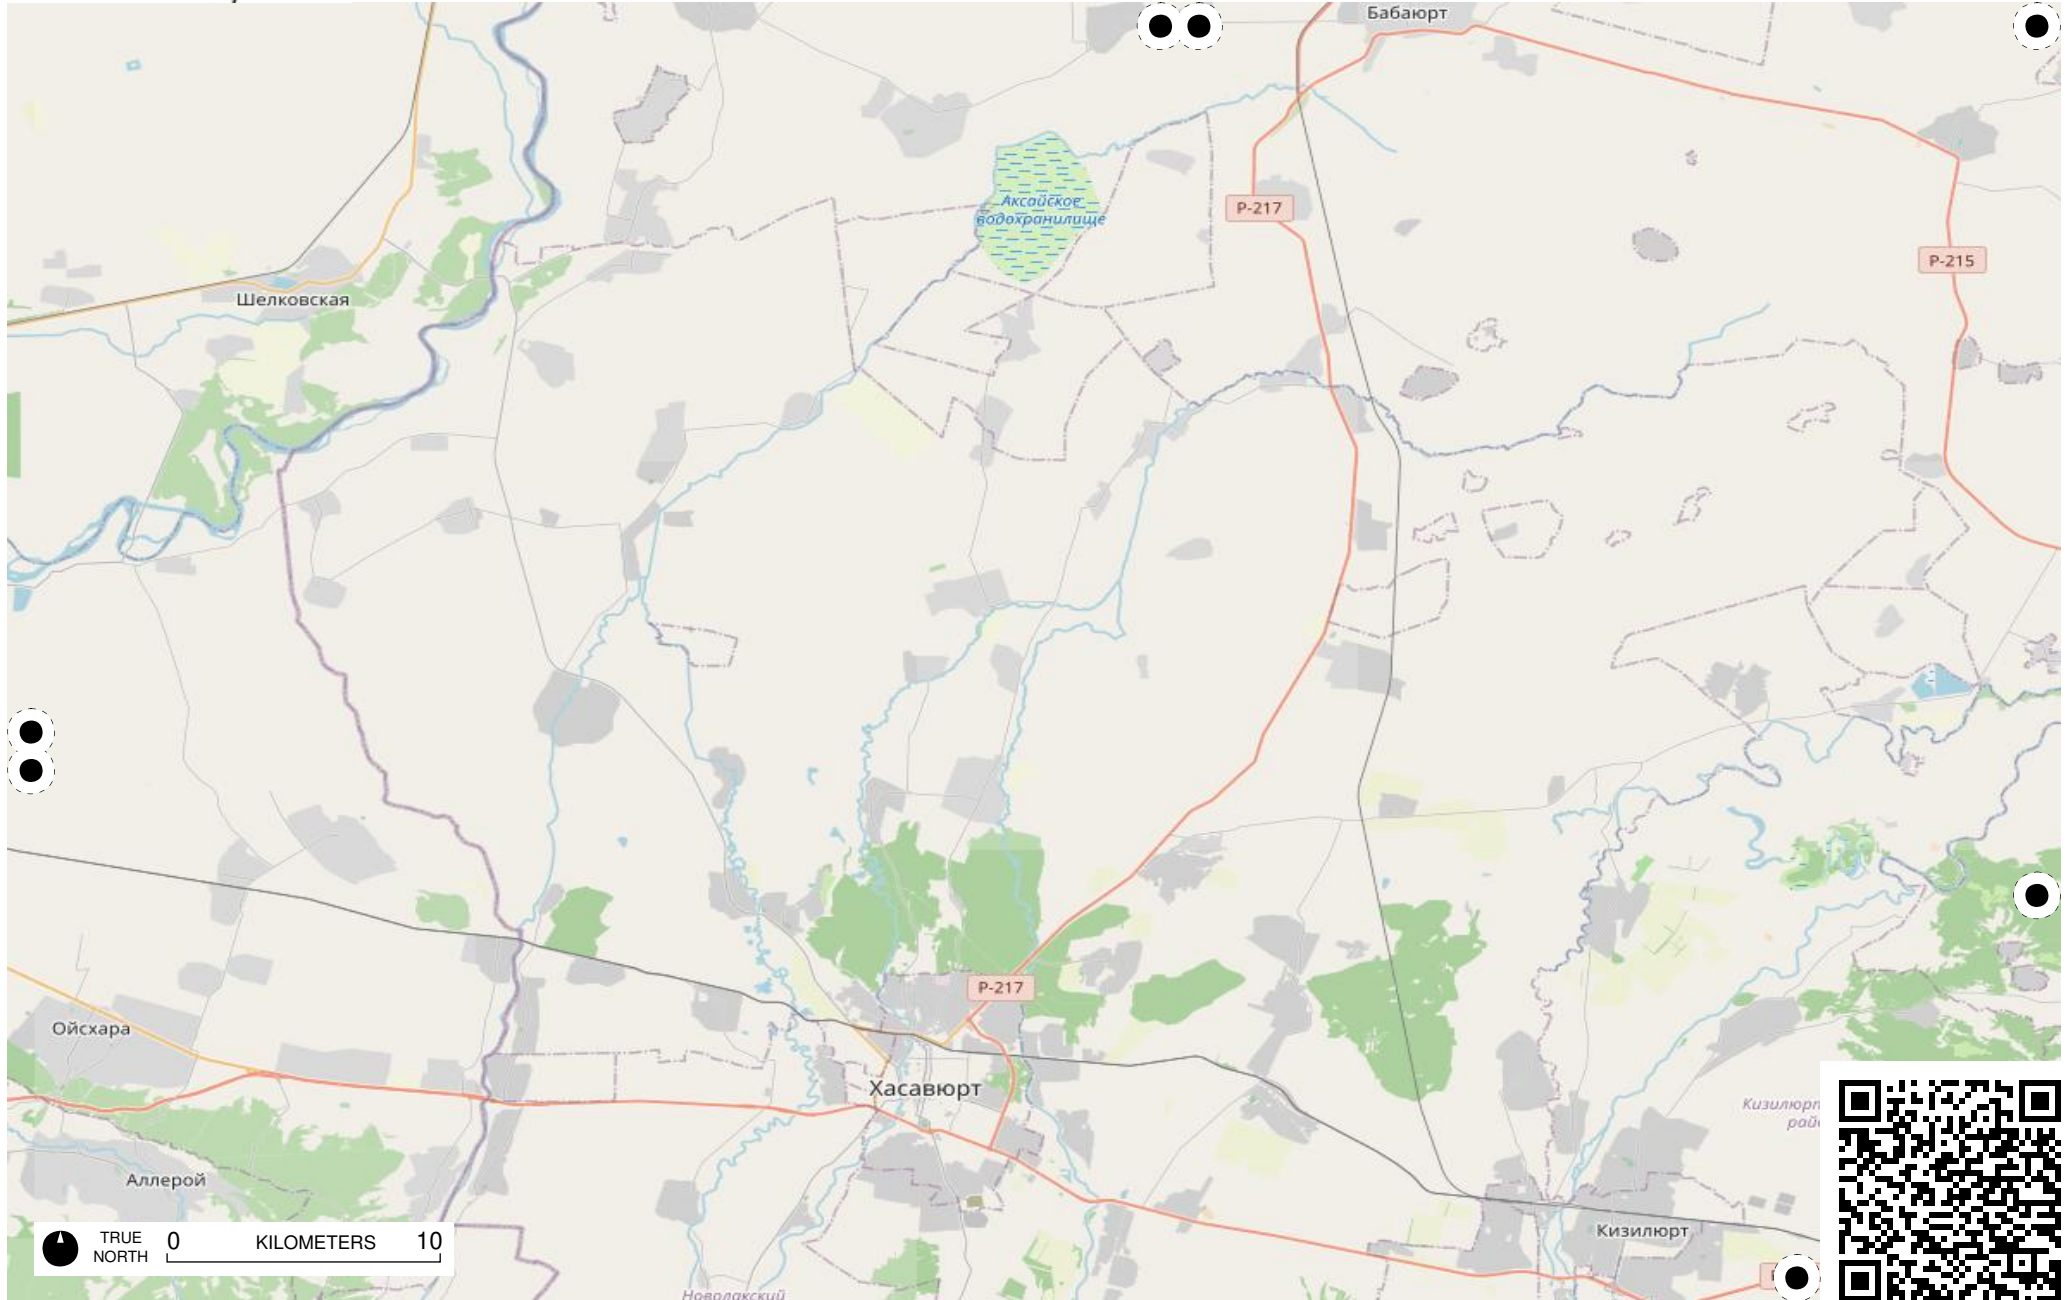 Бабаюрт
Аксайское
водохранилище
Р-217
Р-215
Шелковская
Р-217
Ойсхара
Хасавюрт
Кизилюрт
Аллерой
TRUE
NORTH
0 KILOMETERS 10
Новолакский